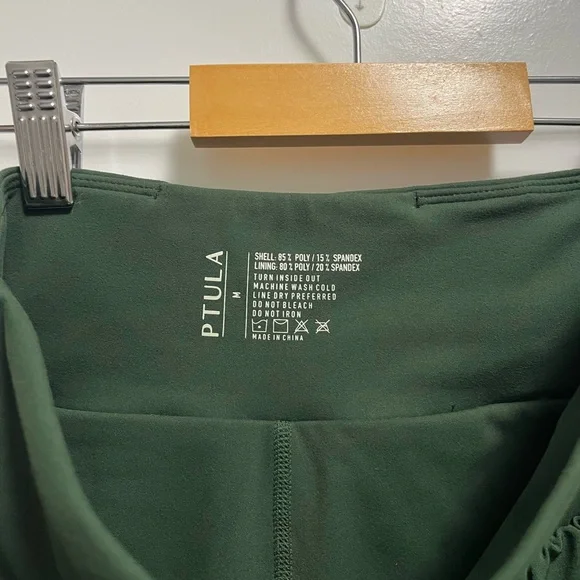 PTULA
M
SHELL: 85% POLY / 15% SPANDEX
LINING: 80% POLY / 20% SPANDEX
TURN INSIDE OUT
MACHINE WASH COLD
LINE DRY PREFERRED
DO NOT BLEACH
DO NOT IRON
MADE IN CHINA